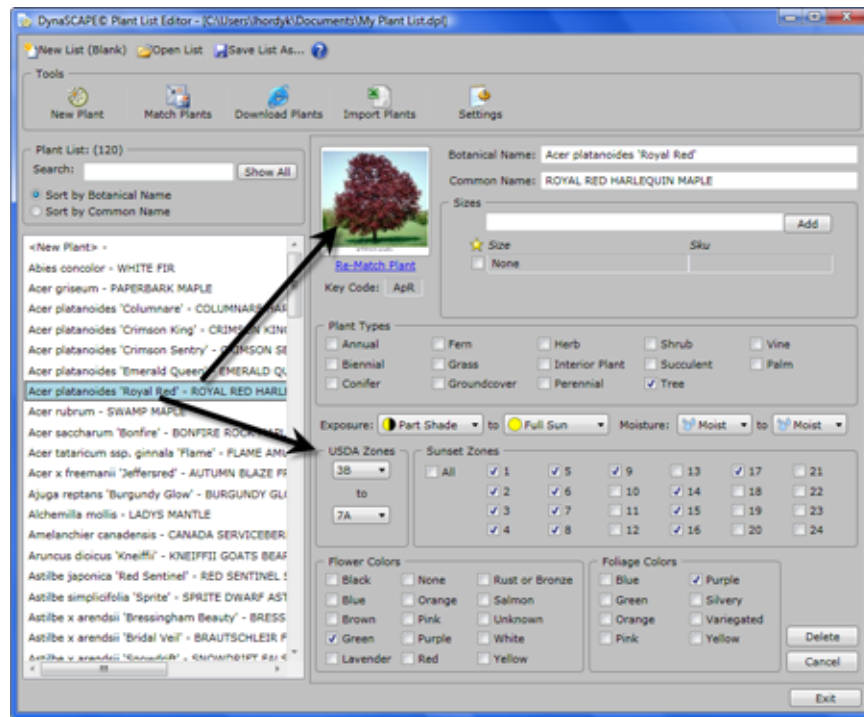 DynaSCAPE© Plant List Editor - [C:\Users\lhordyk\Documents\My Plant List.dpl]
New List (Blank) Open List Save List As...
Tools
New Plant Match Plants Download Plants Import Plants Settings
Plant List: (120)
Search: Show All
Sort by Botanical Name
Sort by Common Name
<New Plant> -
Abies concolor - WHITE FIR
Acer griseum - PAPERBARK MAPLE
Acer platanoides 'Columnare' - COLUMNAR
Acer platanoides 'Crimson King' - CRIMSON KING
Acer platanoides 'Crimson Sentry' - CRIMSON SE
Acer platanoides 'Emerald Queen' - EMERALD QU
Acer platanoides 'Royal Red' - ROYAL RED HARLE
Acer rubrum - SWAMP MAPLE
Acer saccharum 'Bonfire' - BONFIRE ROCK
Acer tataricum ssp. ginnala 'Flame' - FLAME AMU
Acer x freemanii 'Jeffersred' - AUTUMN BLAZE FR
Ajuga reptans 'Burgundy Glow' - BURGUNDY GLO
Alchemilla mollis - LADYS MANTLE
Amelanchier canadensis - CANADA SERVICEBER
Aruncus dioicus 'Kneiffii' - KNEIFFII GOATS BEAR
Astilbe japonica 'Red Sentinel' - RED SENTINEL S
Astilbe simplicifolia 'Sprite' - SPRITE DWARF AST
Astilbe x arendsii 'Bressingham Beauty' - BRESS
Astilbe x arendsii 'Bridal Veil' - BRAUTSCHLEIR F
Astilbe x arendsii 'Snowdrift' - SNOWDRIFT FALS
Re-Match Plant
Key Code: ApR
Botanical Name: Acer platanoides 'Royal Red'
Common Name: ROYAL RED HARLEQUIN MAPLE
Sizes
Add
Size Sku
None
Plant Types
Annual Fern Herb Shrub Vine
Biennial Grass Interior Plant Succulent Palm
Conifer Groundcover Perennial Tree
Exposure: Part Shade to Full Sun Moisture: Moist to Moist
USDA Zones
3B
to
7A
Sunset Zones
All 1 5 9 13 17 21
2 6 10 14 18 22
3 7 11 15 19 23
4 8 12 16 20 24
Flower Colors
Black None Rust or Bronze
Blue Orange Salmon
Brown Pink Unknown
Green Purple White
Lavender Red Yellow
Foliage Colors
Blue Purple
Green Silvery
Orange Variegated
Pink Yellow
Delete
Cancel
Exit